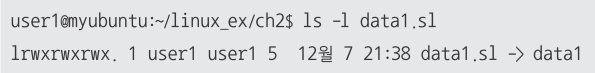 user1@myubuntu:~/linux_ex/ch2$ ls -l data1.sl
lrwxrwxrwx. 1 user1 user1 5 12월 7 21:38 data1.sl -> data1